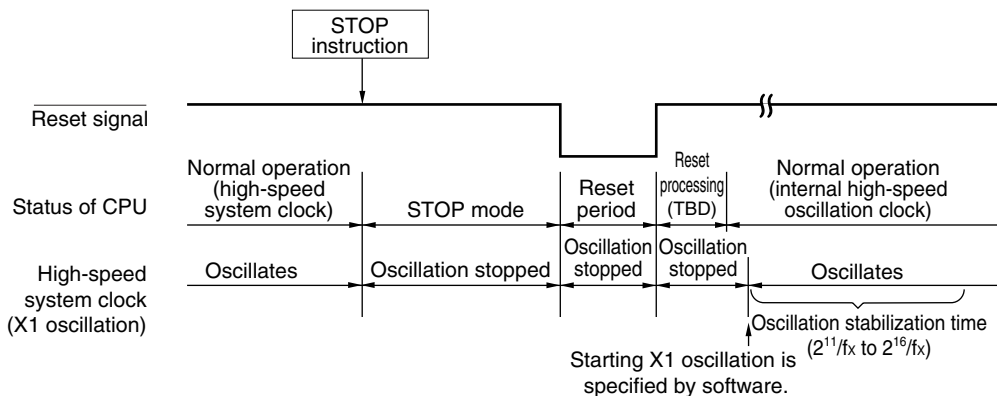 STOP
instruction
Reset signal
Normal operation
(high-speed
system clock)
Reset
period
Reset
processing
(TBD)
Normal operation
(internal high-speed
oscillation clock)
Status of CPU
STOP mode
Oscillation
stopped
Oscillation
stopped
High-speed
system clock
(X1 oscillation)
Oscillates
Oscillation stopped
Oscillates
Oscillation stabilization time
(2¹¹/fx to 2¹⁶/fx)
Starting X1 oscillation is
specified by software.